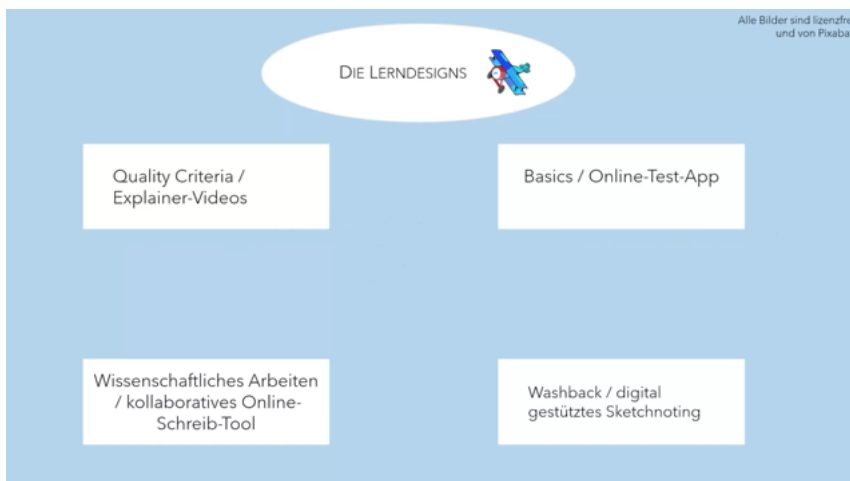 Alle Bilder sind lizenzfre
und von Pixaba
DIE LERNDESIGNS
Quality Criteria /
Explainer-Videos
Basics / Online-Test-App
Wissenschaftliches Arbeiten
/ kollaboratives Online-
Schreib-Tool
Washback / digital
gestütztes Sketchnoting